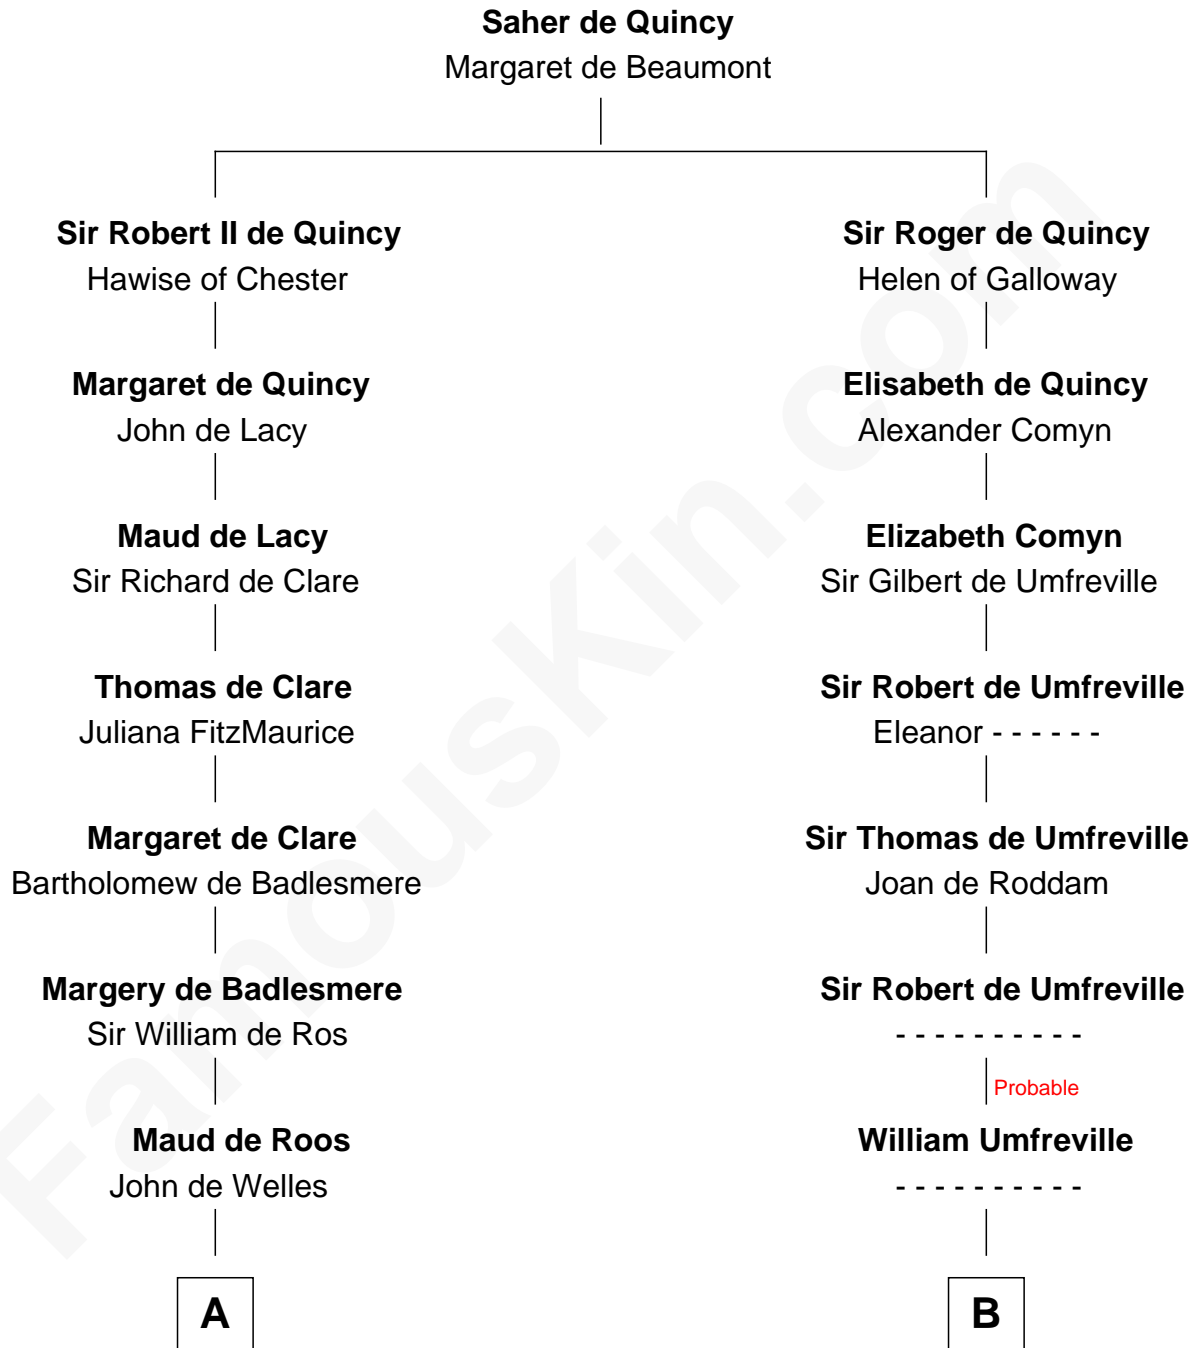 Saher de Quincy
Margaret de Beaumont
Sir Robert II de Quincy
Hawise of Chester
Margaret de Quincy
John de Lacy
Maud de Lacy
Sir Richard de Clare
Thomas de Clare
Juliana FitzMaurice
Margaret de Clare
Bartholomew de Badlesmere
Margery de Badlesmere
Sir William de Ros
Maud de Roos
John de Welles
A
Sir Roger de Quincy
Helen of Galloway
Elisabeth de Quincy
Alexander Comyn
Elizabeth Comyn
Sir Gilbert de Umfreville
Sir Robert de Umfreville
Eleanor - - - - - -
Sir Thomas de Umfreville
Joan de Roddam
Sir Robert de Umfreville
- - - - - - - - - -
Probable
William Umfreville
- - - - - - - - - -
B
FamousKin.com